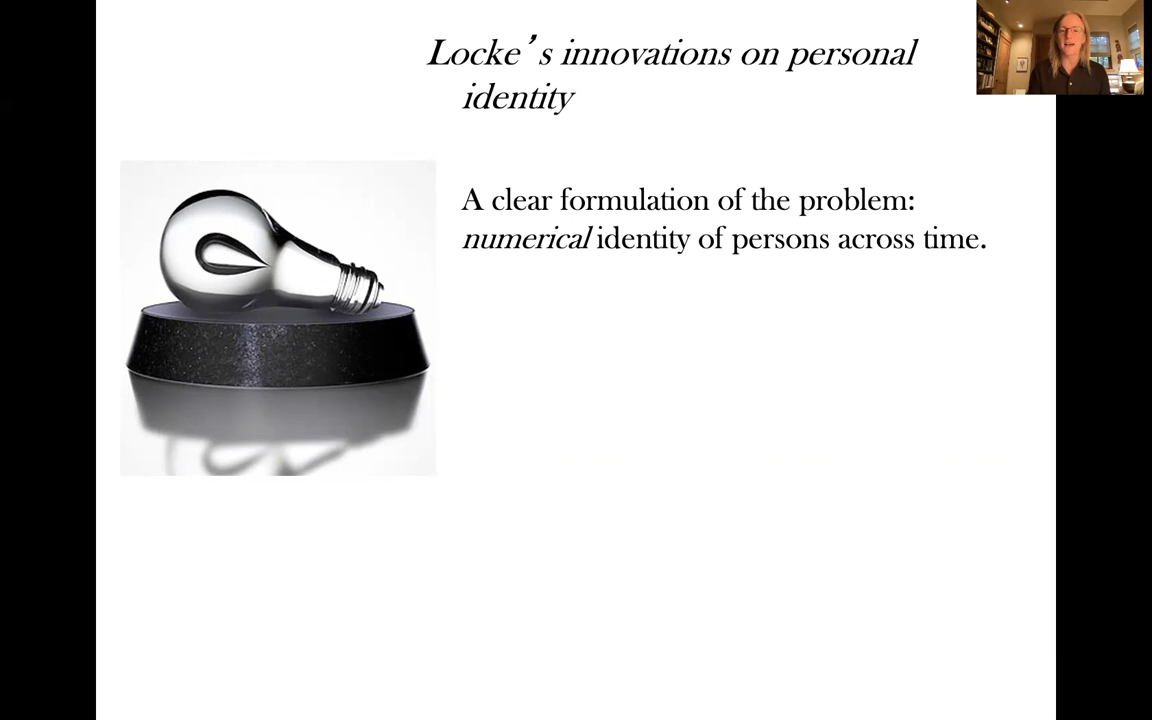 Locke’s innovations on personal
identity
A clear formulation of the problem:
numerical identity of persons across time.